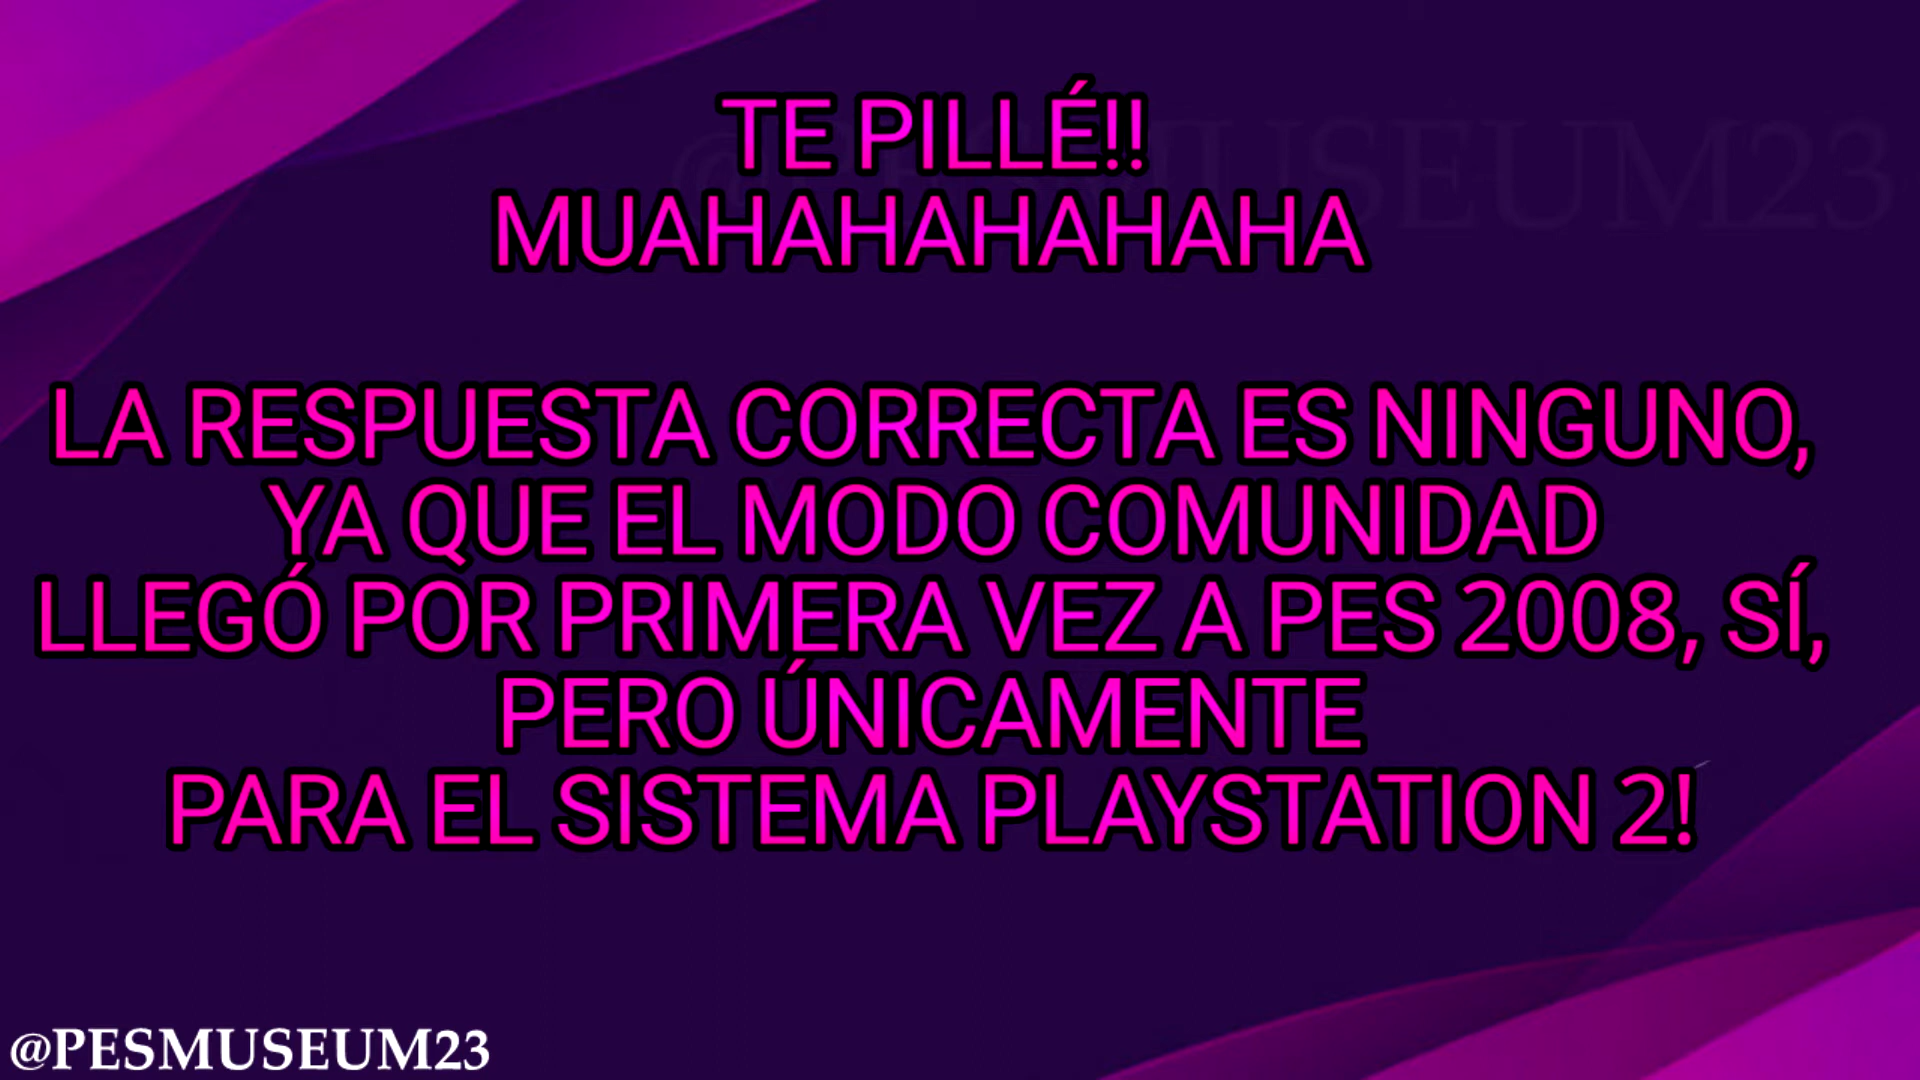 TE PILLÉ!!
MUAHAHAHAHAHA
LA RESPUESTA CORRECTA ES NINGUNO,
YA QUE EL MODO COMUNIDAD
LLEGÓ POR PRIMERA VEZ A PES 2008, SÍ,
PERO ÚNICAMENTE
PARA EL SISTEMA PLAYSTATION 2!
@PESMUSEUM23
@PESMUSEUM23